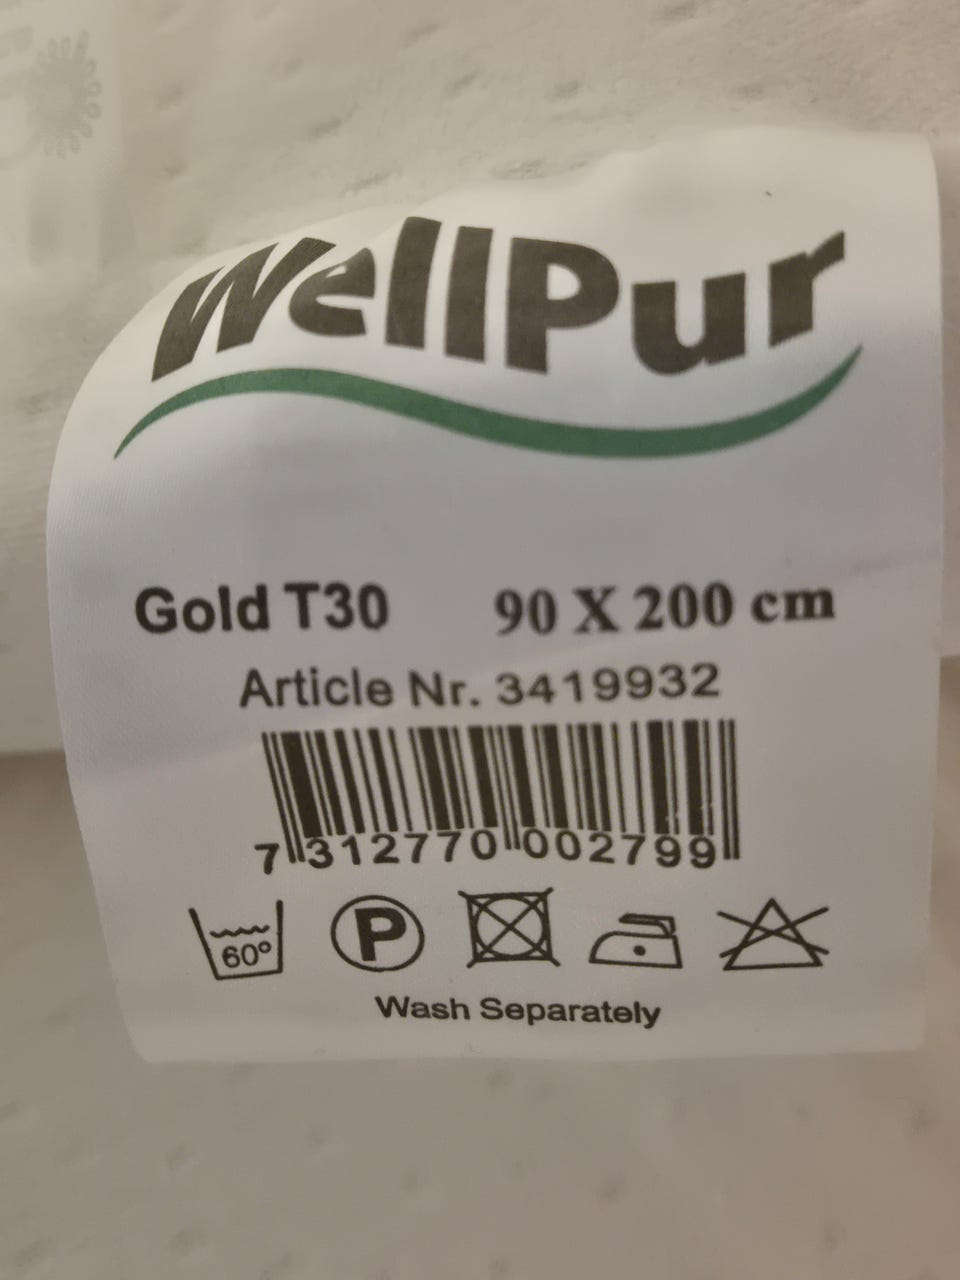 WellPur
Gold T30 90 X 200 cm
Article Nr. 3419932
7 312770 002799
60° P
Wash Separately